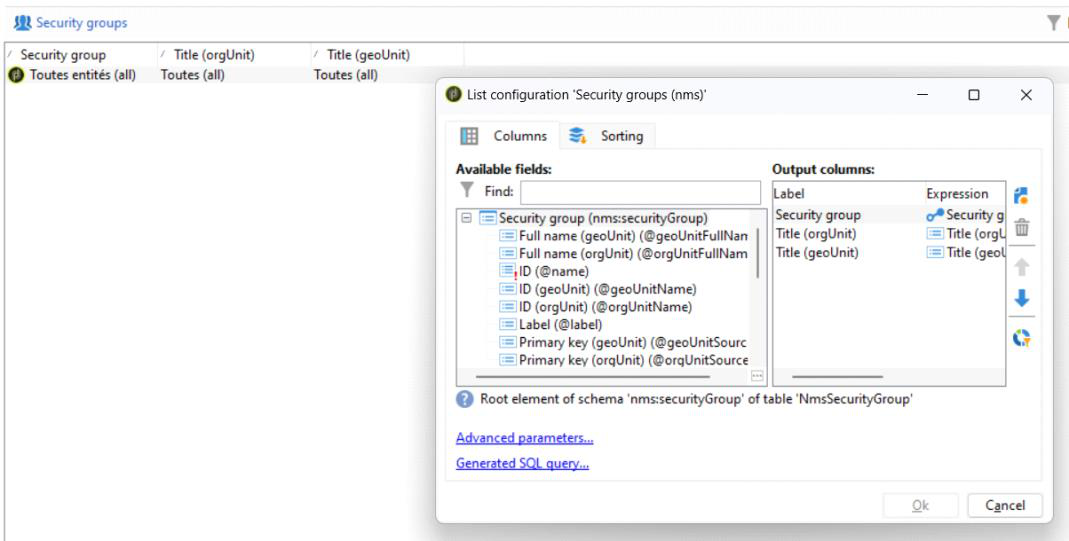 Security groups
Security group Title (orgUnit) Title (geoUnit)
Toutes entités (all) Toutes (all) Toutes (all)
List configuration 'Security groups (nms)'
Columns Sorting
Available fields: Output columns:
Find:
Label Expression
Security group (nms:securityGroup)
Full name (geoUnit) (@geoUnitFullNam
Full name (orgUnit) (@orgUnitFullNam
ID (@name)
ID (geoUnit) (@geoUnitName)
ID (orgUnit) (@orgUnitName)
Label (@label)
Primary key (geoUnit) (@geoUnitSourc
Primary key (orgUnit) (@orgUnitSource
Security group Security g
Title (orgUnit) Title (orgU
Title (geoUnit) Title (geoU
Root element of schema 'nms:securityGroup' of table 'NmsSecurityGroup'
Advanced parameters...
Generated SQL query...
Ok Cancel